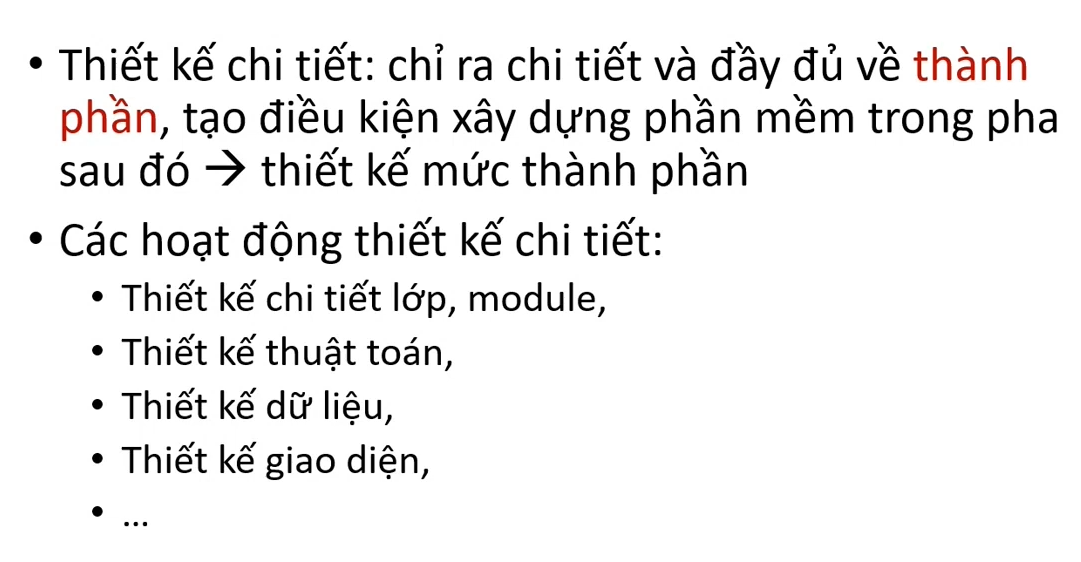 • Thiết kế chi tiết: chỉ ra chi tiết và đầy đủ về thành
phần, tạo điều kiện xây dựng phần mềm trong pha
sau đó → thiết kế mức thành phần
• Các hoạt động thiết kế chi tiết:
• Thiết kế chi tiết lớp, module,
• Thiết kế thuật toán,
• Thiết kế dữ liệu,
• Thiết kế giao diện,
• ...